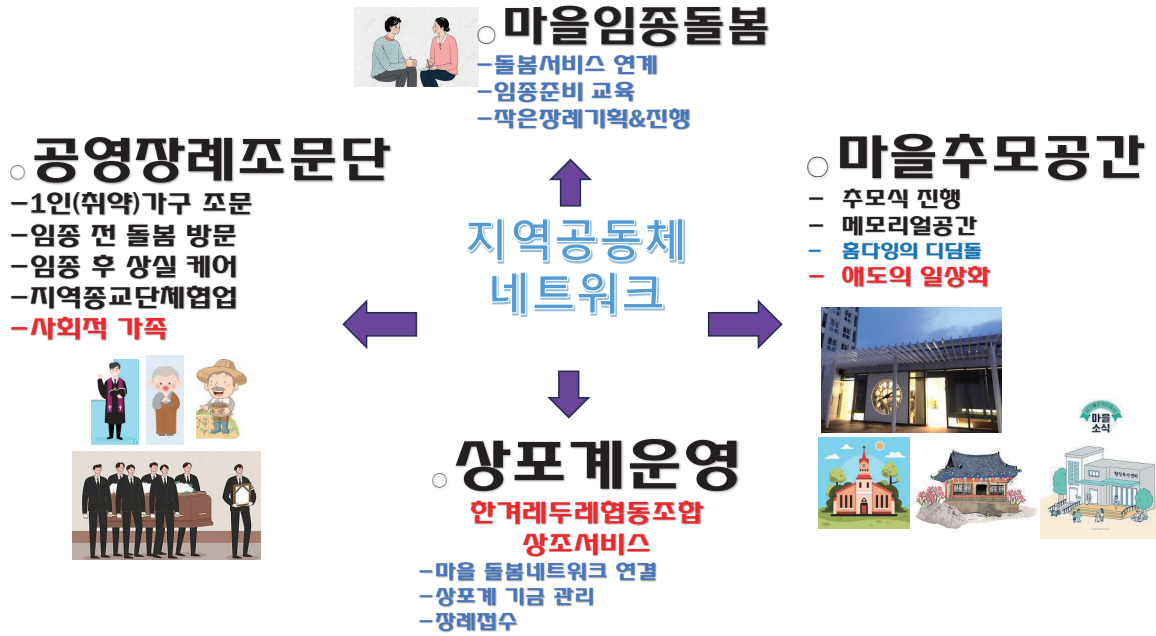 마을임종돌봄
-돌봄서비스 연계
-임종준비 교육
-작은장례기획&진행
공영장례조문단
-1인(취약)가구 조문
-임종 전 돌봄 방문
-임종 후 상실 케어
-지역종교단체협업
-사회적 가족
지역공동체
네트워크
마을추모공간
- 추모식 진행
- 메모리얼공간
- 홈다잉의 디딤돌
- 애도의 일상화
마을
소식
상포계운영
한겨레두레협동조합
상조서비스
-마을 돌봄네트워크 연결
-상포계 기금 관리
-장례접수